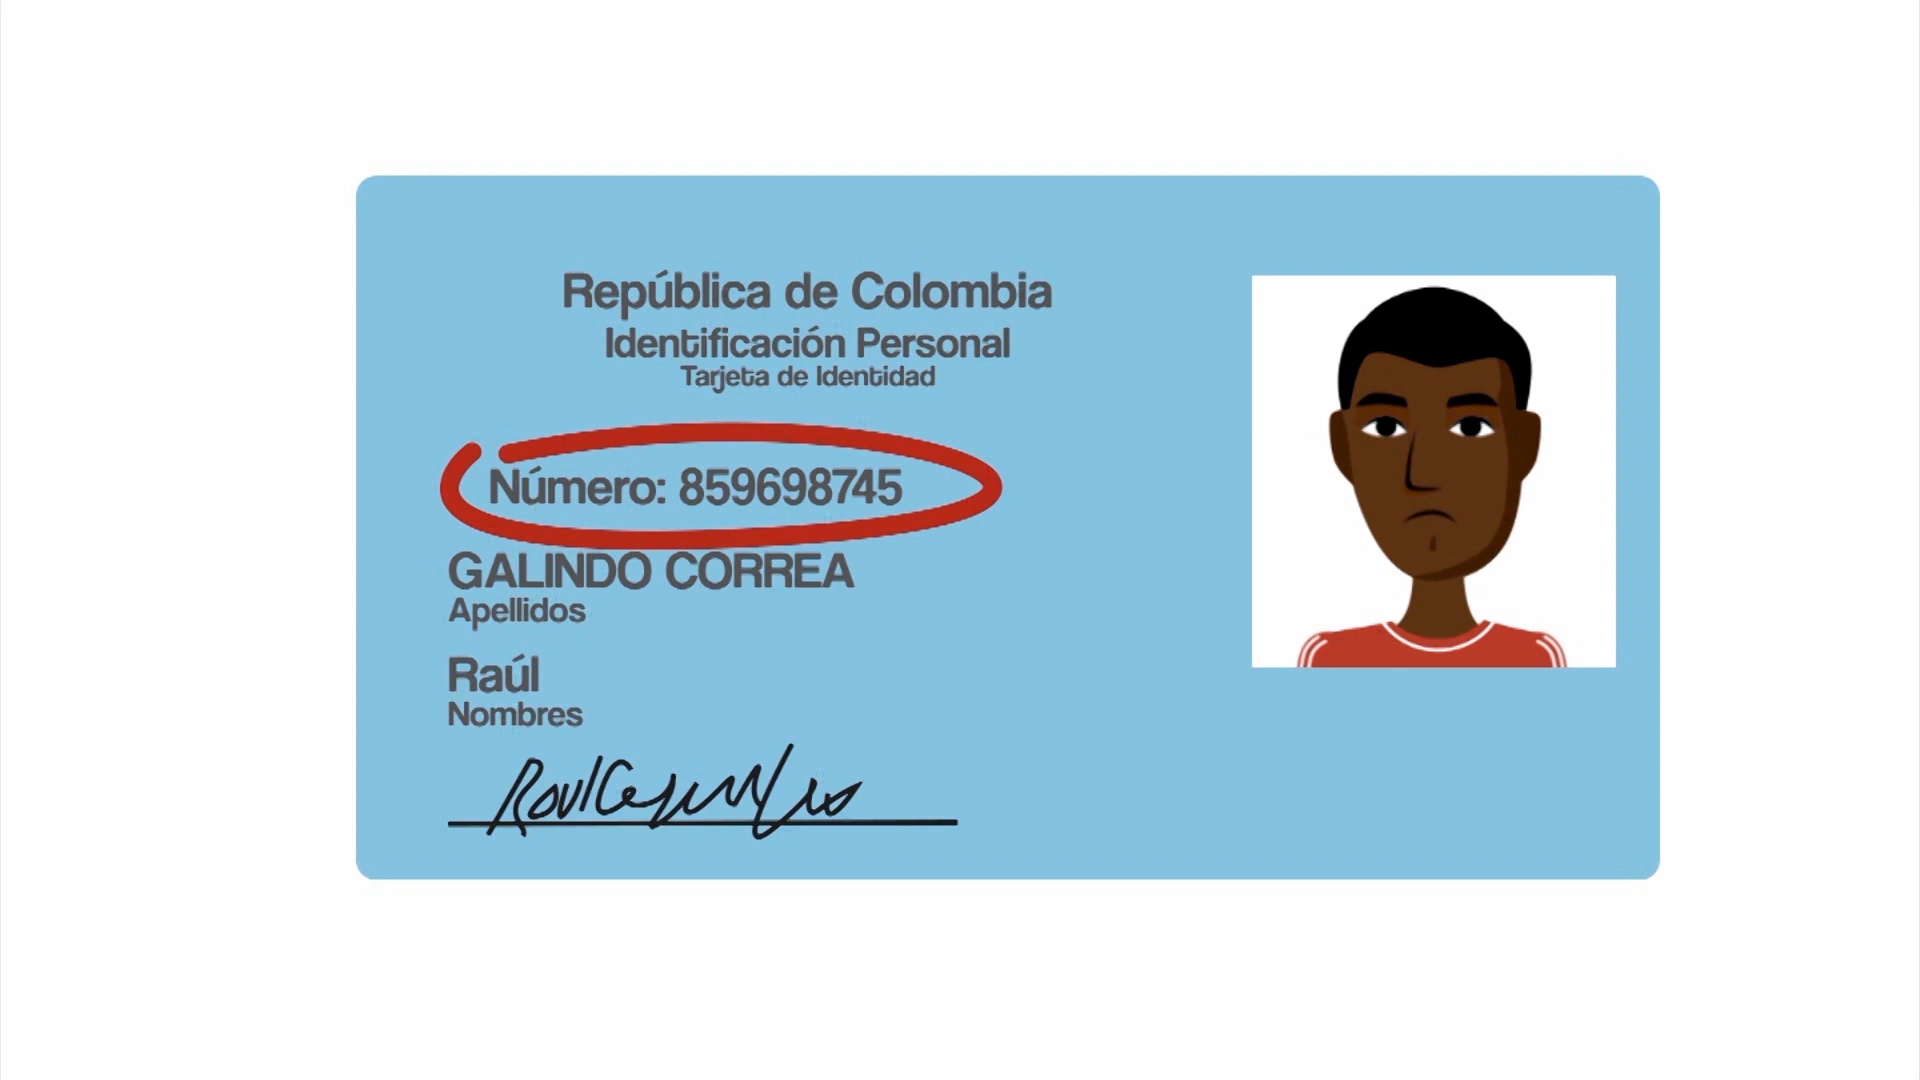 República de Colombia
Identificación Personal
Tarjeta de Identidad
Número: 859698745
GALINDO CORREA
Apellidos
Raúl
Nombres